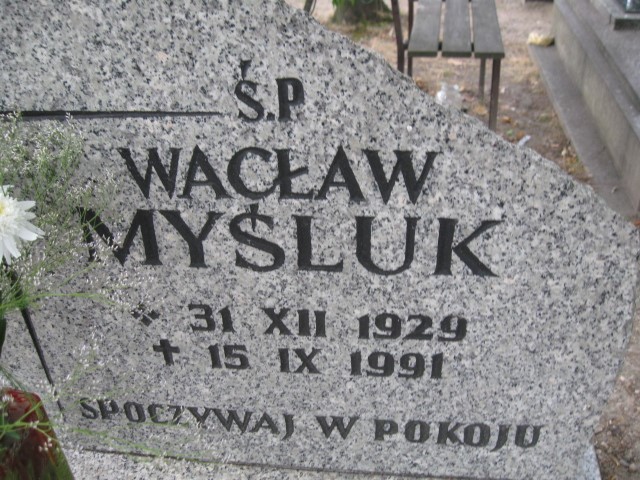 Ś.P
WACŁAW
MYŚLUK
* 31 XII 1929
✝ 15 IX 1991
SPOCZYWAJ W POKOJU